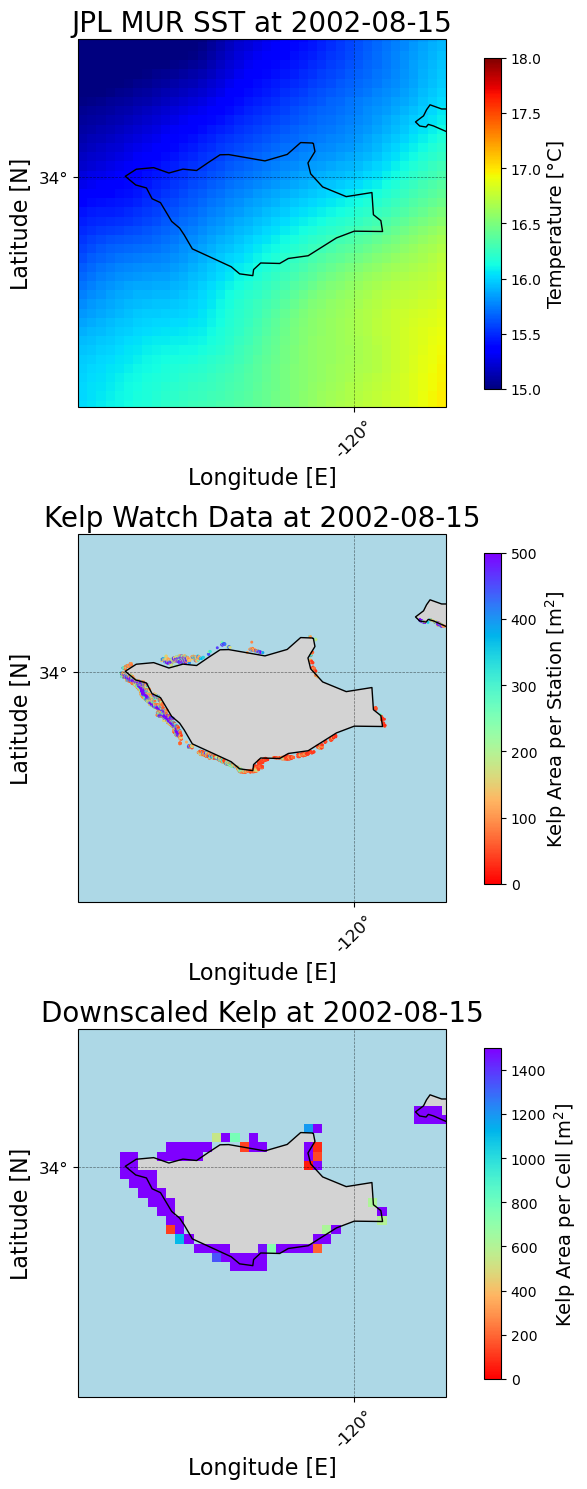 JPL MUR SST at 2002-08-15
Latitude [N]
34°
-120°
Longitude [E]
18.0
17.5
17.0
16.5
16.0
15.5
15.0
Temperature [°C]
Kelp Watch Data at 2002-08-15
Latitude [N]
34°
-120°
Longitude [E]
500
400
300
200
100
0
Kelp Area per Station [m²]
Downscaled Kelp at 2002-08-15
Latitude [N]
34°
-120°
Longitude [E]
1400
1200
1000
800
600
400
200
0
Kelp Area per Cell [m²]